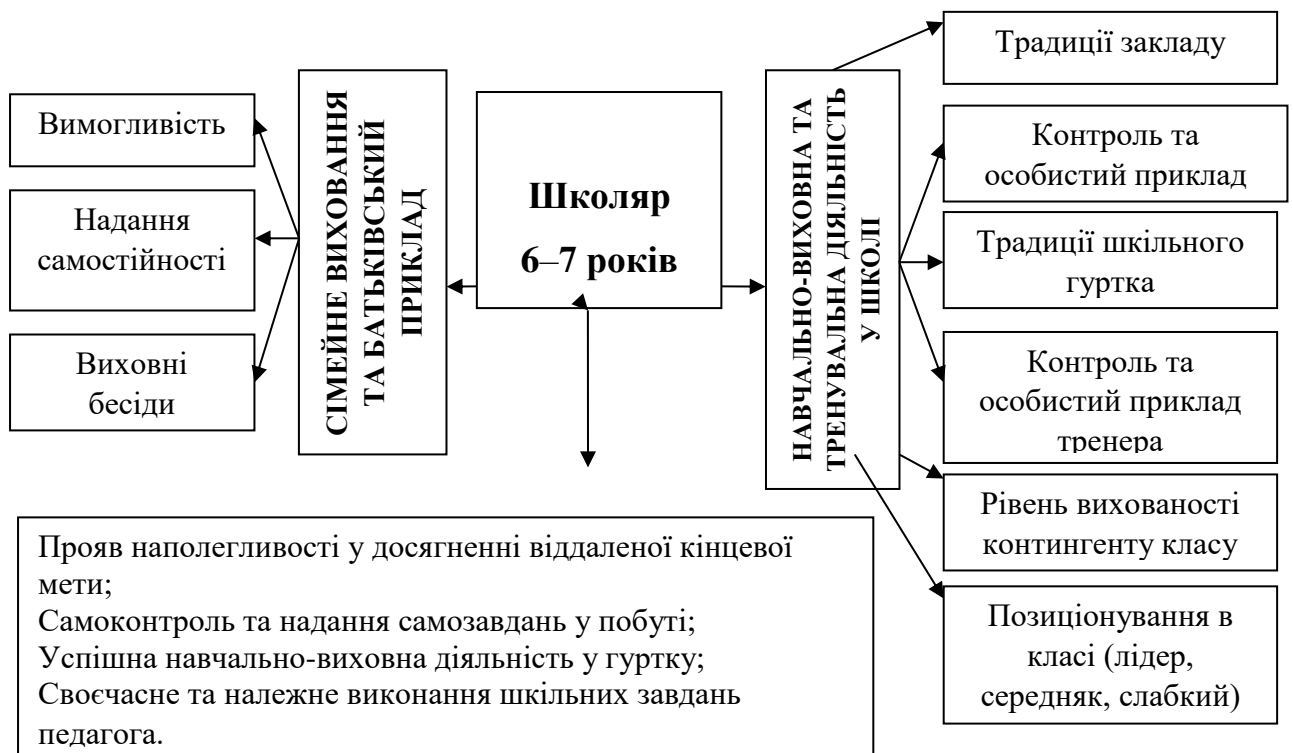 Вимогливість
Надання
самостійності
Виховні
бесіди
СІМЕЙНЕ ВИХОВАННЯ
ТА БАТЬКІВСЬКИЙ
ПРИКЛАД
Школяр
6–7 років
НАВЧАЛЬНО-ВИХОВНА ТА
ТРЕНУВАЛЬНА ДІЯЛЬНІСТЬ
У ШКОЛІ
Традиції закладу
Контроль та
особистий приклад
Традиції шкільного
гуртка
Контроль та
особистий приклад
тренера
Рівень вихованості
контингенту класу
Позиціонування в
класі (лідер,
середняк, слабкий)
Прояв наполегливості у досягненні віддаленої кінцевої
мети;
Самоконтроль та надання самозавдань у побуті;
Успішна навчально-виховна діяльність у гуртку;
Своєчасне та належне виконання шкільних завдань
педагога.